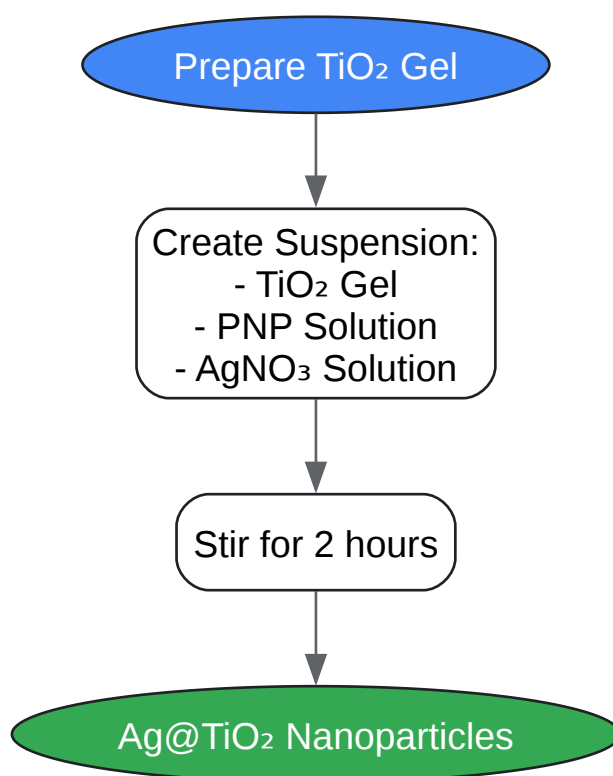 Prepare TiO₂ Gel
Create Suspension:
- TiO₂ Gel
- PNP Solution
- AgNO₃ Solution
Stir for 2 hours
Ag@TiO₂ Nanoparticles